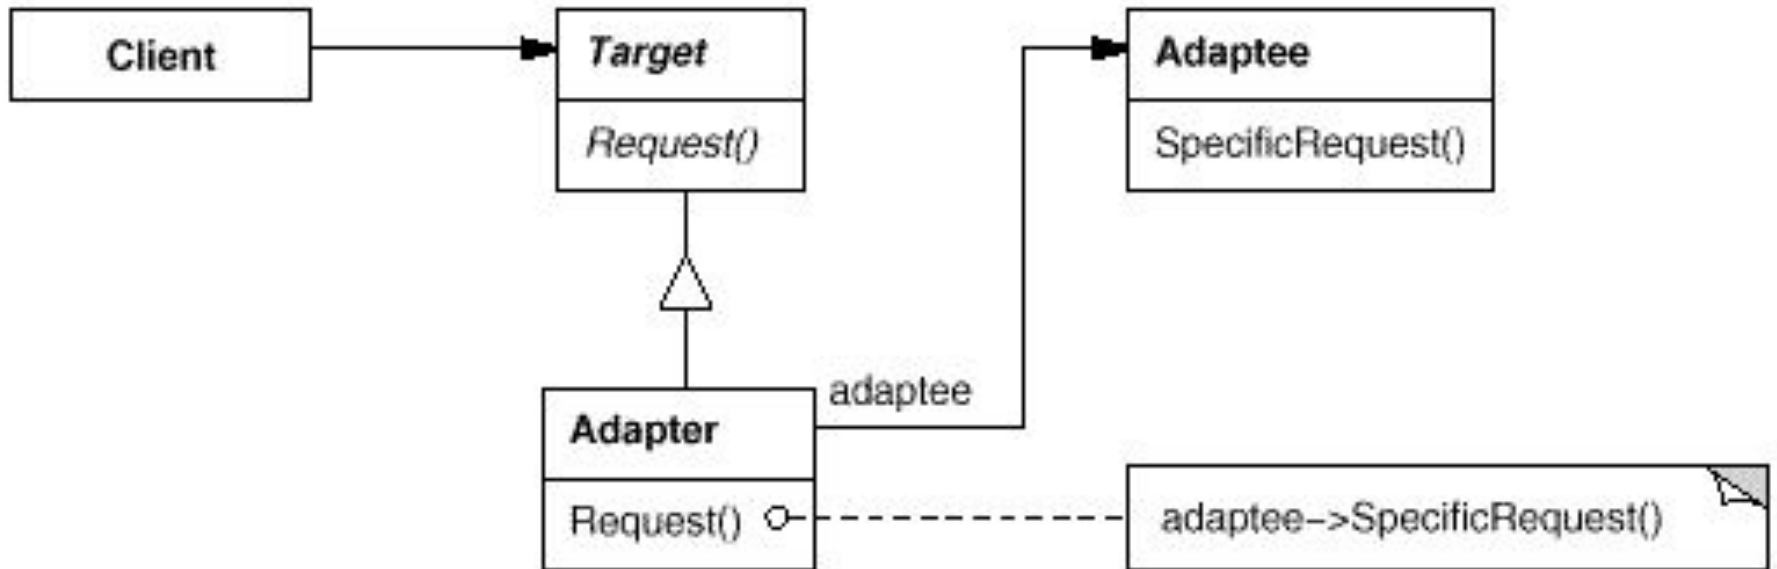 Client
Target
Request()
Adaptee
SpecificRequest()
adaptee
Adapter
Request()
adaptee->SpecificRequest()